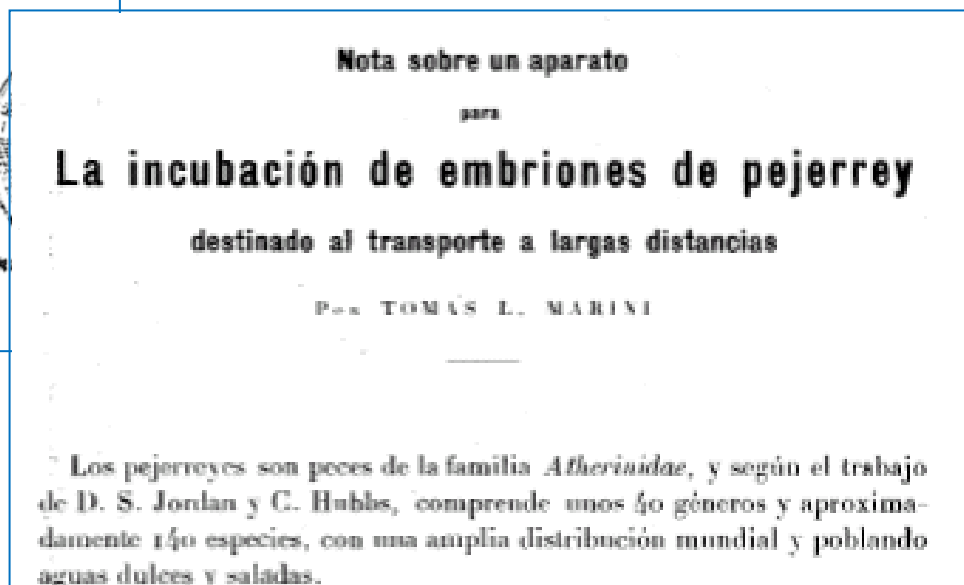 Nota sobre un aparato
para
La incubación de embriones de pejerrey
destinado al transporte a largas distancias
Por TOMÁS L. MARINI
Los pejerreyes son peces de la familia Atherinidae, y según el trabajo
de D. S. Jordan y C. Hubbs, comprende unos 40 géneros y aproxima-
damente 140 especies, con una amplia distribución mundial y poblando
aguas dulces y saladas.